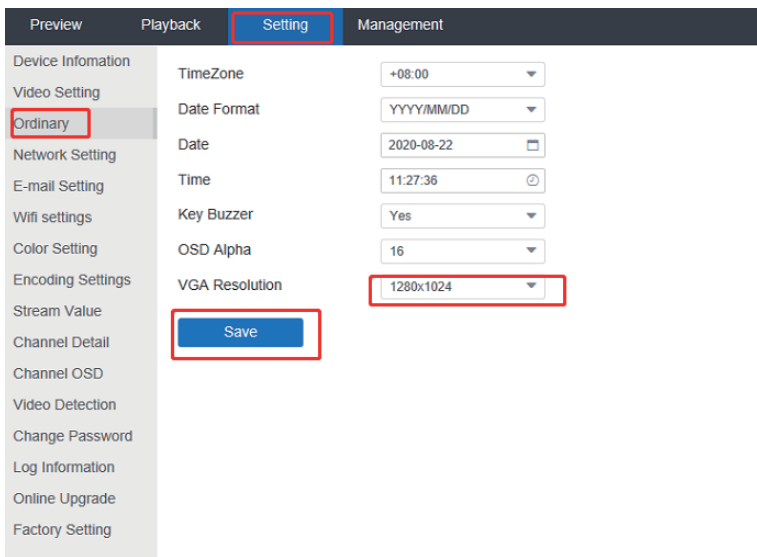 Preview Playback Setting Management
Device Infomation
Video Setting
Ordinary
Network Setting
E-mail Setting
Wifi settings
Color Setting
Encoding Settings
Stream Value
Channel Detail
Channel OSD
Video Detection
Change Password
Log Information
Online Upgrade
Factory Setting
TimeZone +08:00
Date Format YYYY/MM/DD
Date 2020-08-22
Time 11:27:36
Key Buzzer Yes
OSD Alpha 16
VGA Resolution 1280x1024
Save